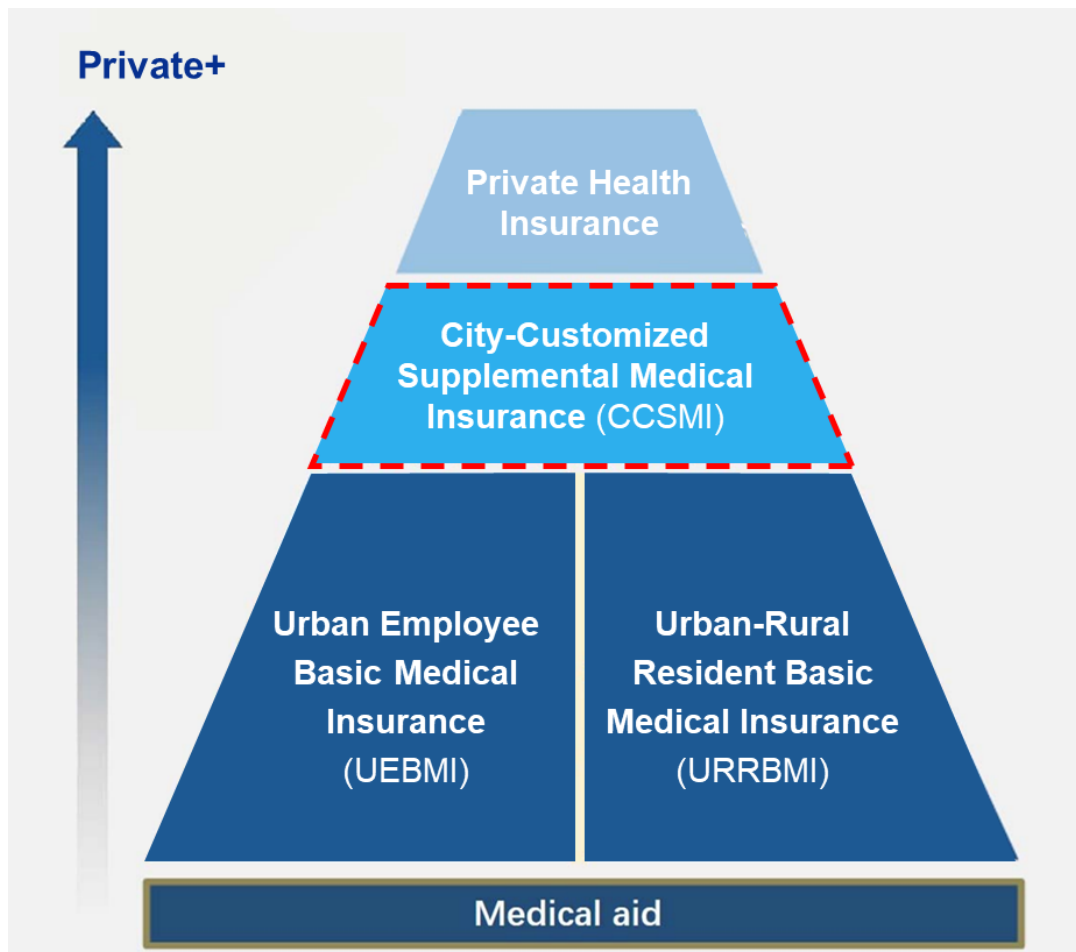 Private+
Private Health
Insurance
City-Customized
Supplemental Medical
Insurance (CCSMI)
Urban Employee
Basic Medical
Insurance
(UEBMI)
Urban-Rural
Resident Basic
Medical Insurance
(URRBMI)
Medical aid